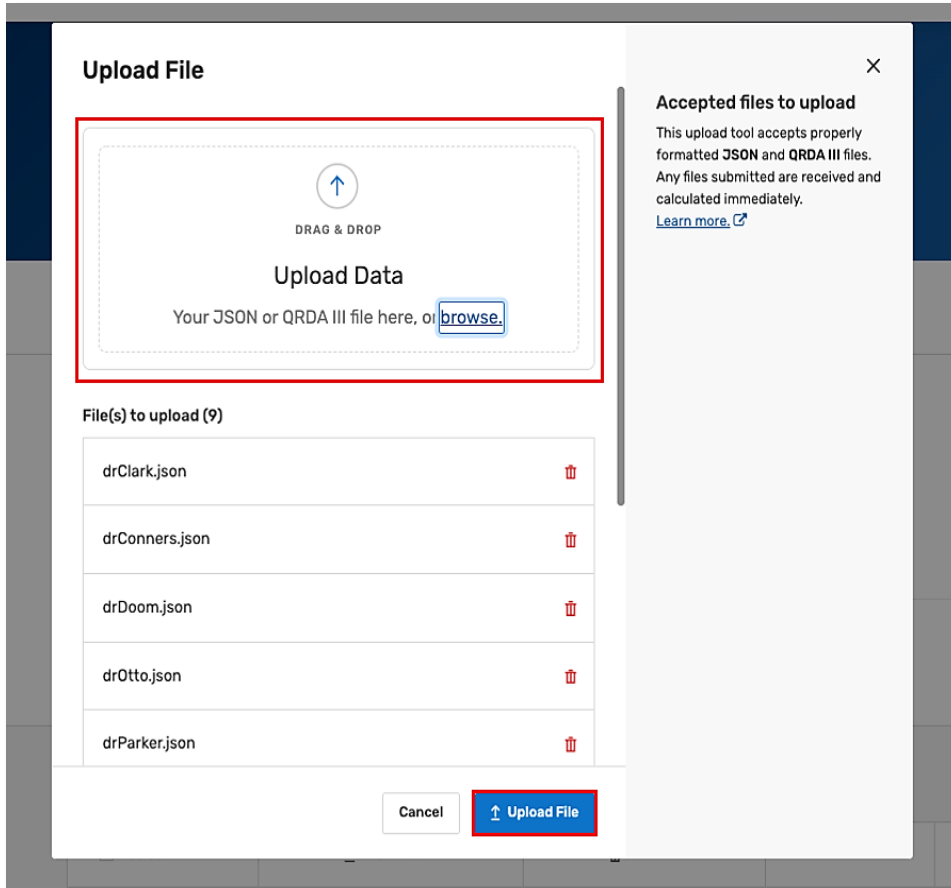 Upload File
DRAG & DROP
Upload Data
Your JSON or QRDA III file here, or browse.
File(s) to upload (9)
drClark.json
drConners.json
drDoom.json
drOtto.json
drParker.json
Cancel
Upload File
Accepted files to upload
This upload tool accepts properly
formatted JSON and QRDA III files.
Any files submitted are received and
calculated immediately.
Learn more.